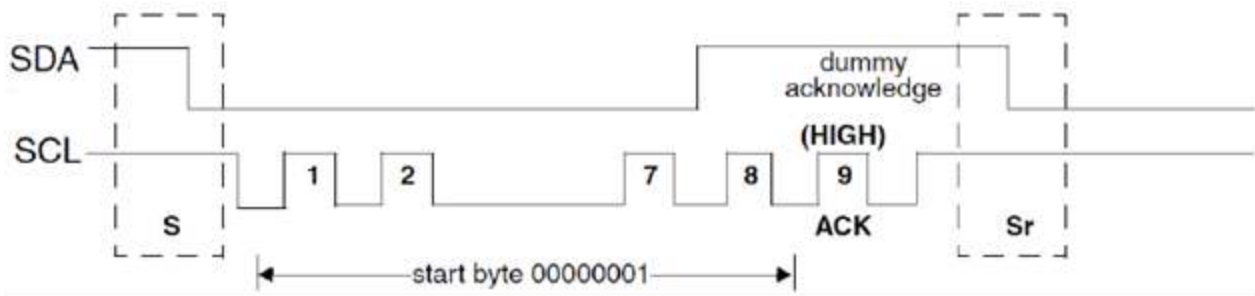 SDA
dummy
acknowledge
(HIGH)
SCL
1
2
7
8
9
S
ACK
Sr
start byte 00000001